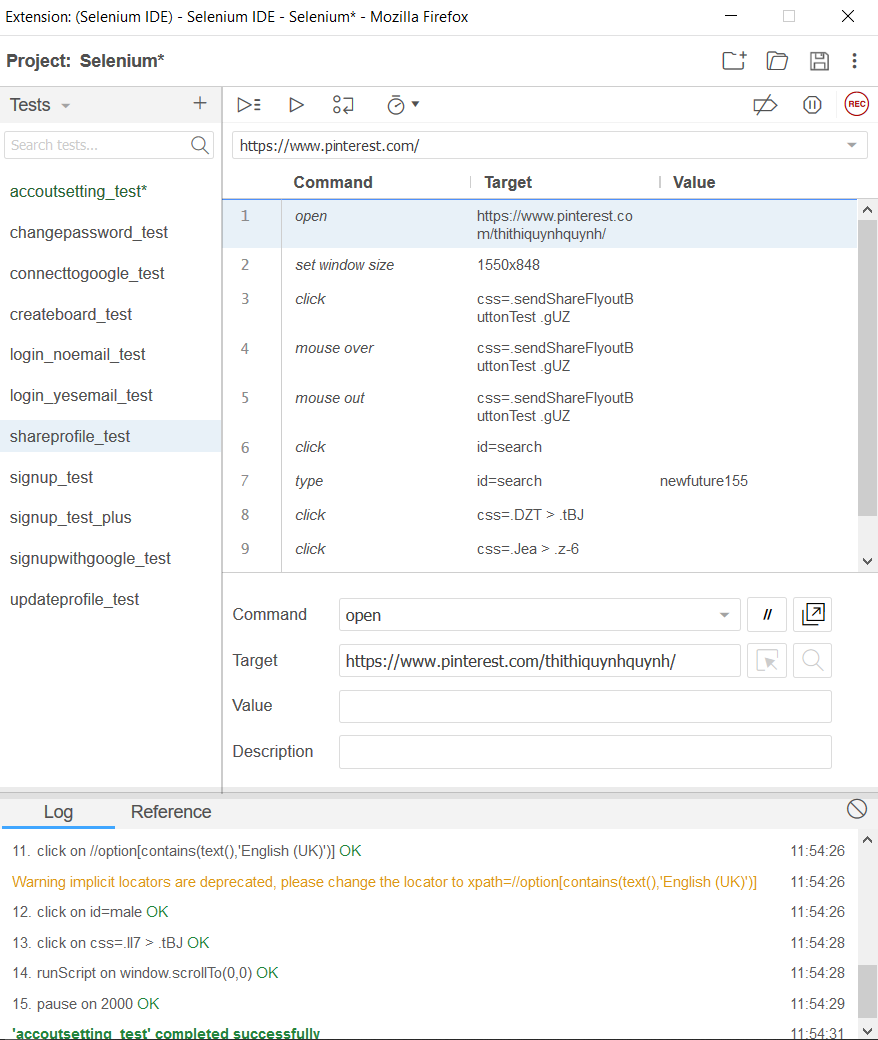 Extension: (Selenium IDE) - Selenium IDE - Selenium* - Mozilla Firefox
Project: Selenium*
Tests
Search tests...
accoutsetting_test*
changepassword_test
connecttogoogle_test
createboard_test
login_noemail_test
login_yesemail_test
shareprofile_test
signup_test
signup_test_plus
signupwithgoogle_test
updateprofile_test
REC
https://www.pinterest.com/
Command Target Value
1 open https://www.pinterest.co
m/thithiquynhquynh/
2 set window size 1550x848
3 click css=.sendShareFlyoutB
uttonTest .gUZ
4 mouse over css=.sendShareFlyoutB
uttonTest .gUZ
5 mouse out css=.sendShareFlyoutB
uttonTest .gUZ
6 click id=search
7 type id=search newfuture155
8 click css=.DZT > .tBJ
9 click css=.Jea > .z-6
Command open //
Target https://www.pinterest.com/thithiquynhquynh/
Value
Description
Log Reference
11. click on //option[contains(text(),'English (UK)')] OK 11:54:26
Warning implicit locators are deprecated, please change the locator to xpath=//option[contains(text(),'English (UK)')] 11:54:26
12. click on id=male OK 11:54:26
13. click on css=.lI7 > .tBJ OK 11:54:28
14. runScript on window.scrollTo(0,0) OK 11:54:28
15. pause on 2000 OK 11:54:29
'accoutsetting_test' completed successfully 11:54:31